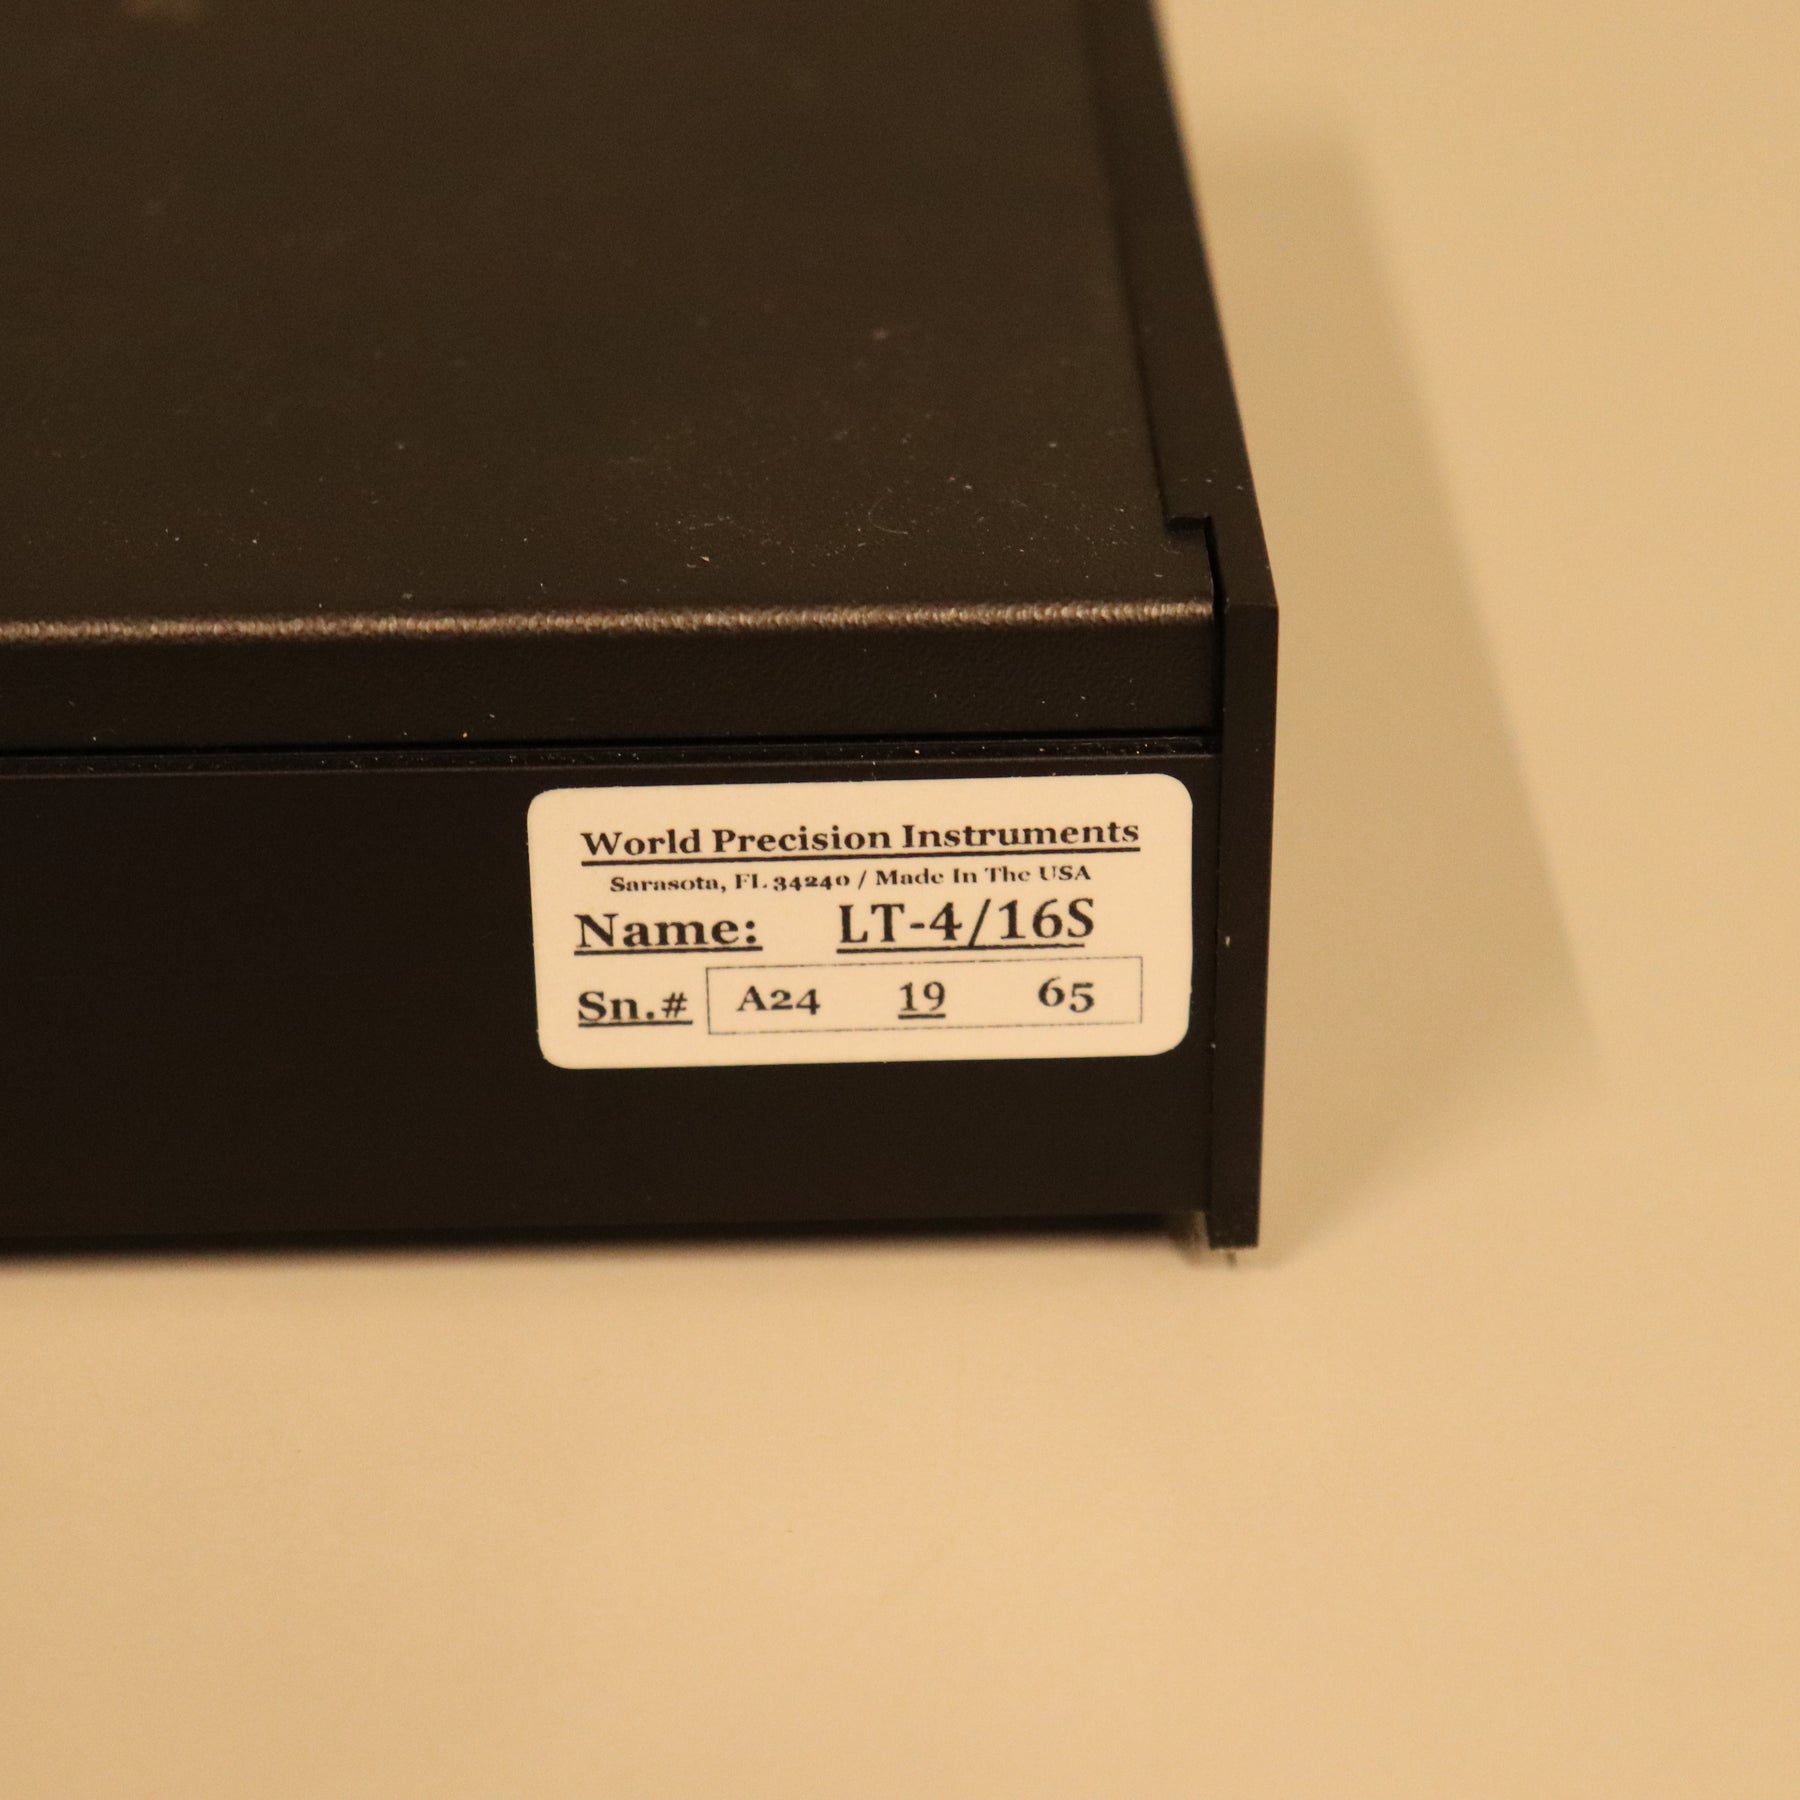 World Precision Instruments
Sarasota, FL 34240 / Made In The USA
Name: LT-4/16S
Sn.# A24 19 65